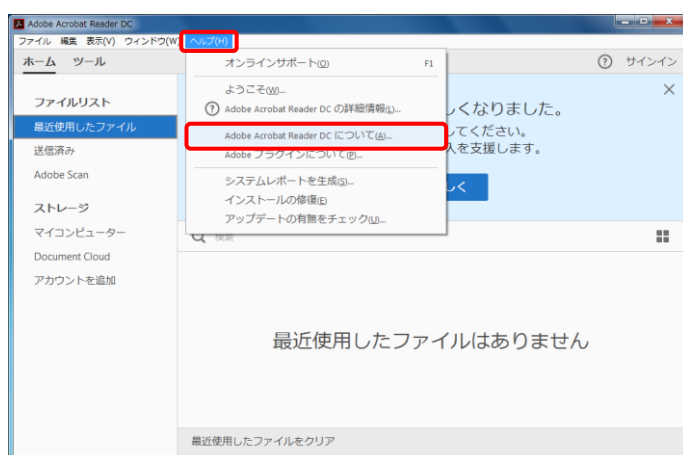 Adobe Acrobat Reader DC
ファイル 編集 表示(V) ウィンドウ(W) ヘルプ(H)
ホーム ツール
サインイン
オンラインサポート(O) F1
ようこそ(W)...
Adobe Acrobat Reader DC の詳細情報(L)...
Adobe Acrobat Reader DC について(A)...
Adobe プラグインについて(P)...
システムレポートを生成(S)...
インストールの修復(E)
アップデートの有無をチェック(U)...
ファイルリスト
最近使用したファイル
送信済み
Adobe Scan
ストレージ
マイコンピューター
Document Cloud
アカウントを追加
しくなりました。
してください。
入を支援します。
しく
検索
最近使用したファイルはありません
最近使用したファイルをクリア